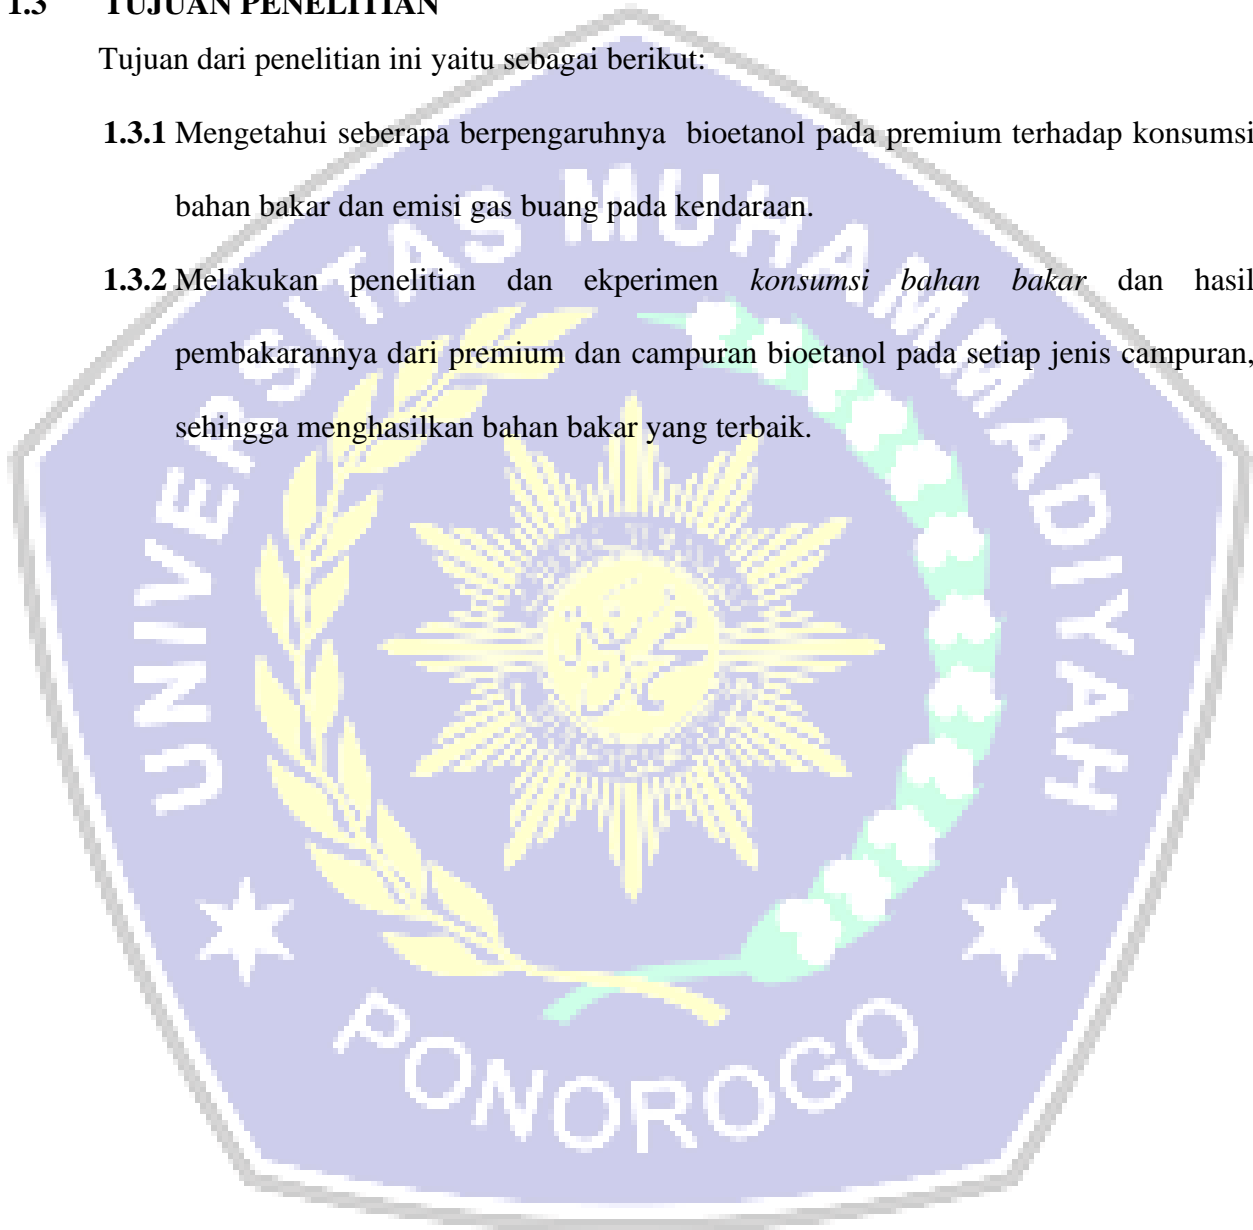 1.3 TUJUAN PENELITIAN
Tujuan dari penelitian ini yaitu sebagai berikut:
1.3.1 Mengetahui seberapa berpengaruhnya bioetanol pada premium terhadap konsumsi
bahan bakar dan emisi gas buang pada kendaraan.
1.3.2 Melakukan penelitian dan ekperimen konsumsi bahan bakar dan hasil
pembakarannya dari premium dan campuran bioetanol pada setiap jenis campuran,
sehingga menghasilkan bahan bakar yang terbaik.
UNIVERSITAS MUHAMMADIYAH
PONOROGO